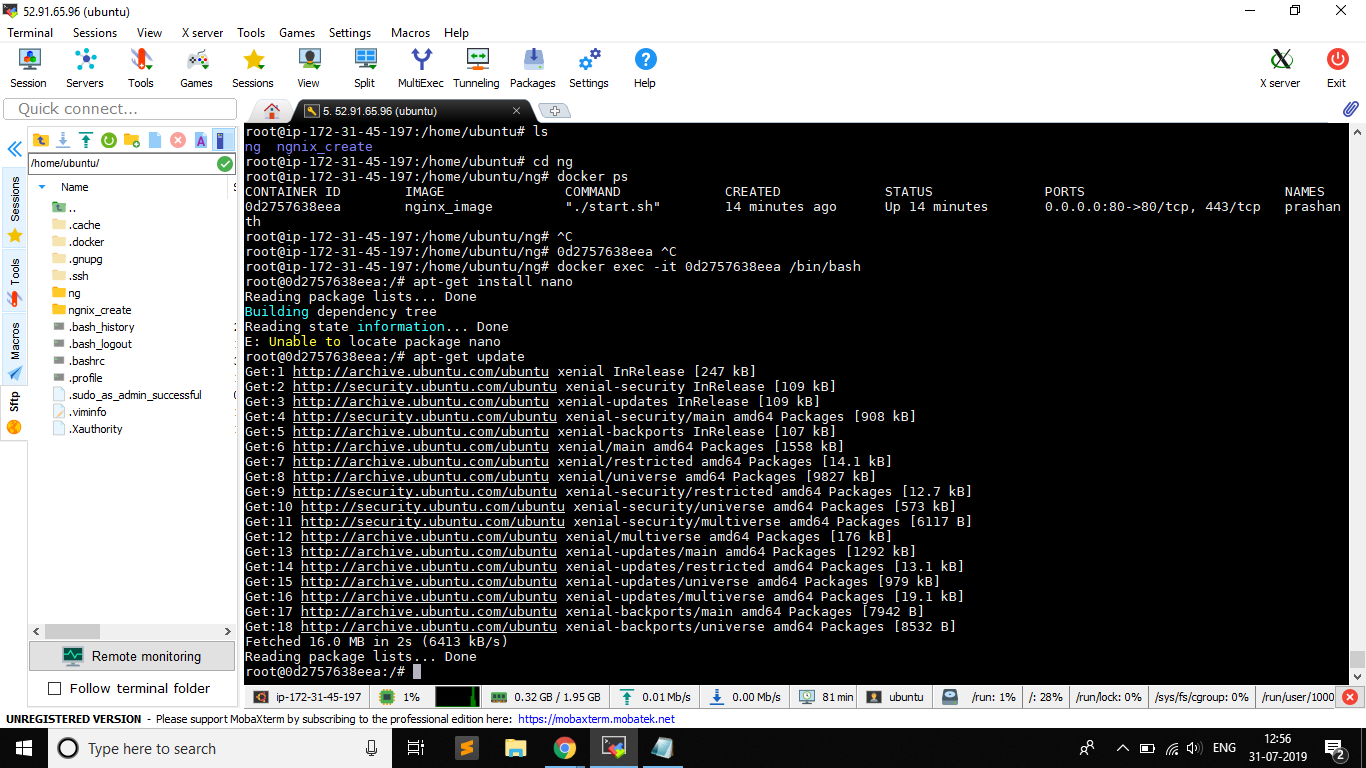 52.91.65.96 (ubuntu)
Terminal Sessions View X server Tools Games Settings Macros Help
Session Servers Tools Games Sessions View Split MultiExec Tunneling Packages Settings Help X server Exit
Quick connect...
5. 52.91.65.96 (ubuntu)
/home/ubuntu/
Name S
..
.cache
.docker
.gnupg
.ssh
ng
ngnix_create
.bash_history
.bash_logout
.bashrc
.profile
.sudo_as_admin_successful
.viminfo
.Xauthority
Sessions
Tools
Macros
Sftp
Remote monitoring
Follow terminal folder
root@ip-172-31-45-197:/home/ubuntu# ls
ng  ngnix_create
root@ip-172-31-45-197:/home/ubuntu# cd ng
root@ip-172-31-45-197:/home/ubuntu/ng# docker ps
CONTAINER ID        IMAGE               COMMAND             CREATED             STATUS              PORTS                         NAMES
0d2757638eea        nginx_image         "./start.sh"        14 minutes ago      Up 14 minutes       0.0.0.0:80->80/tcp, 443/tcp   prashan
th
root@ip-172-31-45-197:/home/ubuntu/ng# ^C
root@ip-172-31-45-197:/home/ubuntu/ng# 0d2757638eea ^C
root@ip-172-31-45-197:/home/ubuntu/ng# docker exec -it 0d2757638eea /bin/bash
root@0d2757638eea:/# apt-get install nano
Reading package lists... Done
Building dependency tree
Reading state information... Done
E: Unable to locate package nano
root@0d2757638eea:/# apt-get update
Get:1 http://archive.ubuntu.com/ubuntu xenial InRelease [247 kB]
Get:2 http://security.ubuntu.com/ubuntu xenial-security InRelease [109 kB]
Get:3 http://archive.ubuntu.com/ubuntu xenial-updates InRelease [109 kB]
Get:4 http://security.ubuntu.com/ubuntu xenial-security/main amd64 Packages [908 kB]
Get:5 http://archive.ubuntu.com/ubuntu xenial-backports InRelease [107 kB]
Get:6 http://archive.ubuntu.com/ubuntu xenial/main amd64 Packages [1558 kB]
Get:7 http://archive.ubuntu.com/ubuntu xenial/restricted amd64 Packages [14.1 kB]
Get:8 http://archive.ubuntu.com/ubuntu xenial/universe amd64 Packages [9827 kB]
Get:9 http://security.ubuntu.com/ubuntu xenial-security/restricted amd64 Packages [12.7 kB]
Get:10 http://security.ubuntu.com/ubuntu xenial-security/universe amd64 Packages [573 kB]
Get:11 http://security.ubuntu.com/ubuntu xenial-security/multiverse amd64 Packages [6117 B]
Get:12 http://archive.ubuntu.com/ubuntu xenial/multiverse amd64 Packages [176 kB]
Get:13 http://archive.ubuntu.com/ubuntu xenial-updates/main amd64 Packages [1292 kB]
Get:14 http://archive.ubuntu.com/ubuntu xenial-updates/restricted amd64 Packages [13.1 kB]
Get:15 http://archive.ubuntu.com/ubuntu xenial-updates/universe amd64 Packages [979 kB]
Get:16 http://archive.ubuntu.com/ubuntu xenial-updates/multiverse amd64 Packages [19.1 kB]
Get:17 http://archive.ubuntu.com/ubuntu xenial-backports/main amd64 Packages [7942 B]
Get:18 http://archive.ubuntu.com/ubuntu xenial-backports/universe amd64 Packages [8532 B]
Fetched 16.0 MB in 2s (6413 kB/s)
Reading package lists... Done
root@0d2757638eea:/#
ip-172-31-45-197 1% 0.32 GB / 1.95 GB 0.01 Mb/s 0.00 Mb/s 81 min ubuntu /run: 1% /: 28% /run/lock: 0% /sys/fs/cgroup: 0% /run/user/1000
UNREGISTERED VERSION - Please support MobaXterm by subscribing to the professional edition here: https://mobaxterm.mobatek.net
Type here to search
ENG
12:56
31-07-2019
2